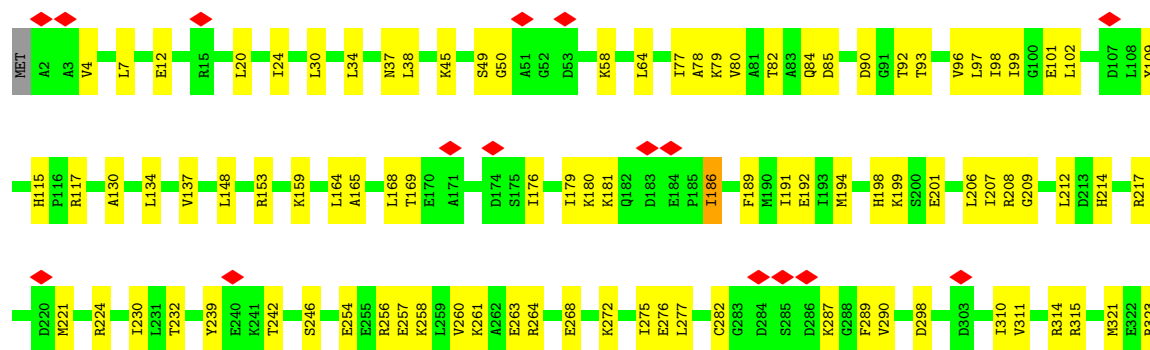 MET A2 A3 V4 L7 E12 R15 L20 I24 L30 L34 N37 L38 K45 S49 G50 A51 G52 D53 K58 L64 I77 A78 K79 V80 A81 T82 A83 Q84 D85 D90 G91 T92 T93 V96 L97 I98 I99 G100 E101 L102 D107 L108
H115 P116 R117 A130 L134 V137 L148 R153 K159 L164 A165 L168 T169 E170 A171 D174 S175 I176 I179 K180 K181 Q182 D183 E184 P185 I186 F189 M190 I191 E192 I193 M194 H198 K199 S200 E201 L206 I207 R208 G209 L212 D213 H214 R217
D220 M221 R224 I230 L231 T232 Y239 E240 K241 T242 S246 E254 E255 R256 E257 K258 L259 V260 K261 A262 E263 R264 E268 K272 I275 E276 L277 C282 G283 D284 S285 D286 K287 G288 F289 V290 D298 D303 I310 V311 R314 R315 M321 E322